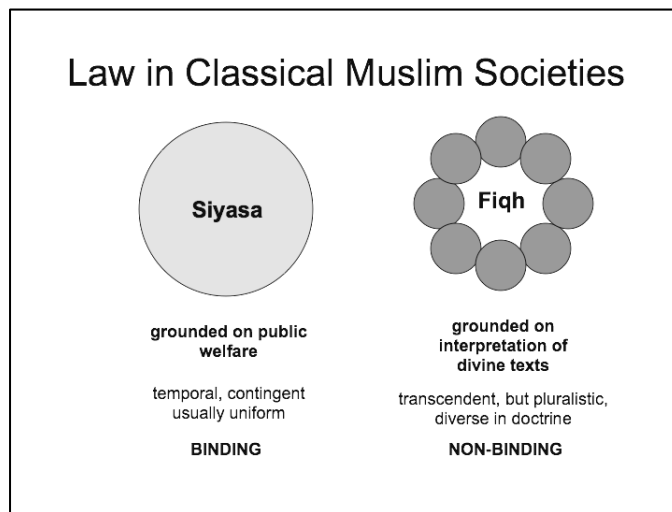 Law in Classical Muslim Societies
Siyasa
grounded on public
welfare
temporal, contingent
usually uniform
BINDING
Fiqh
grounded on
interpretation of
divine texts
transcendent, but pluralistic,
diverse in doctrine
NON-BINDING